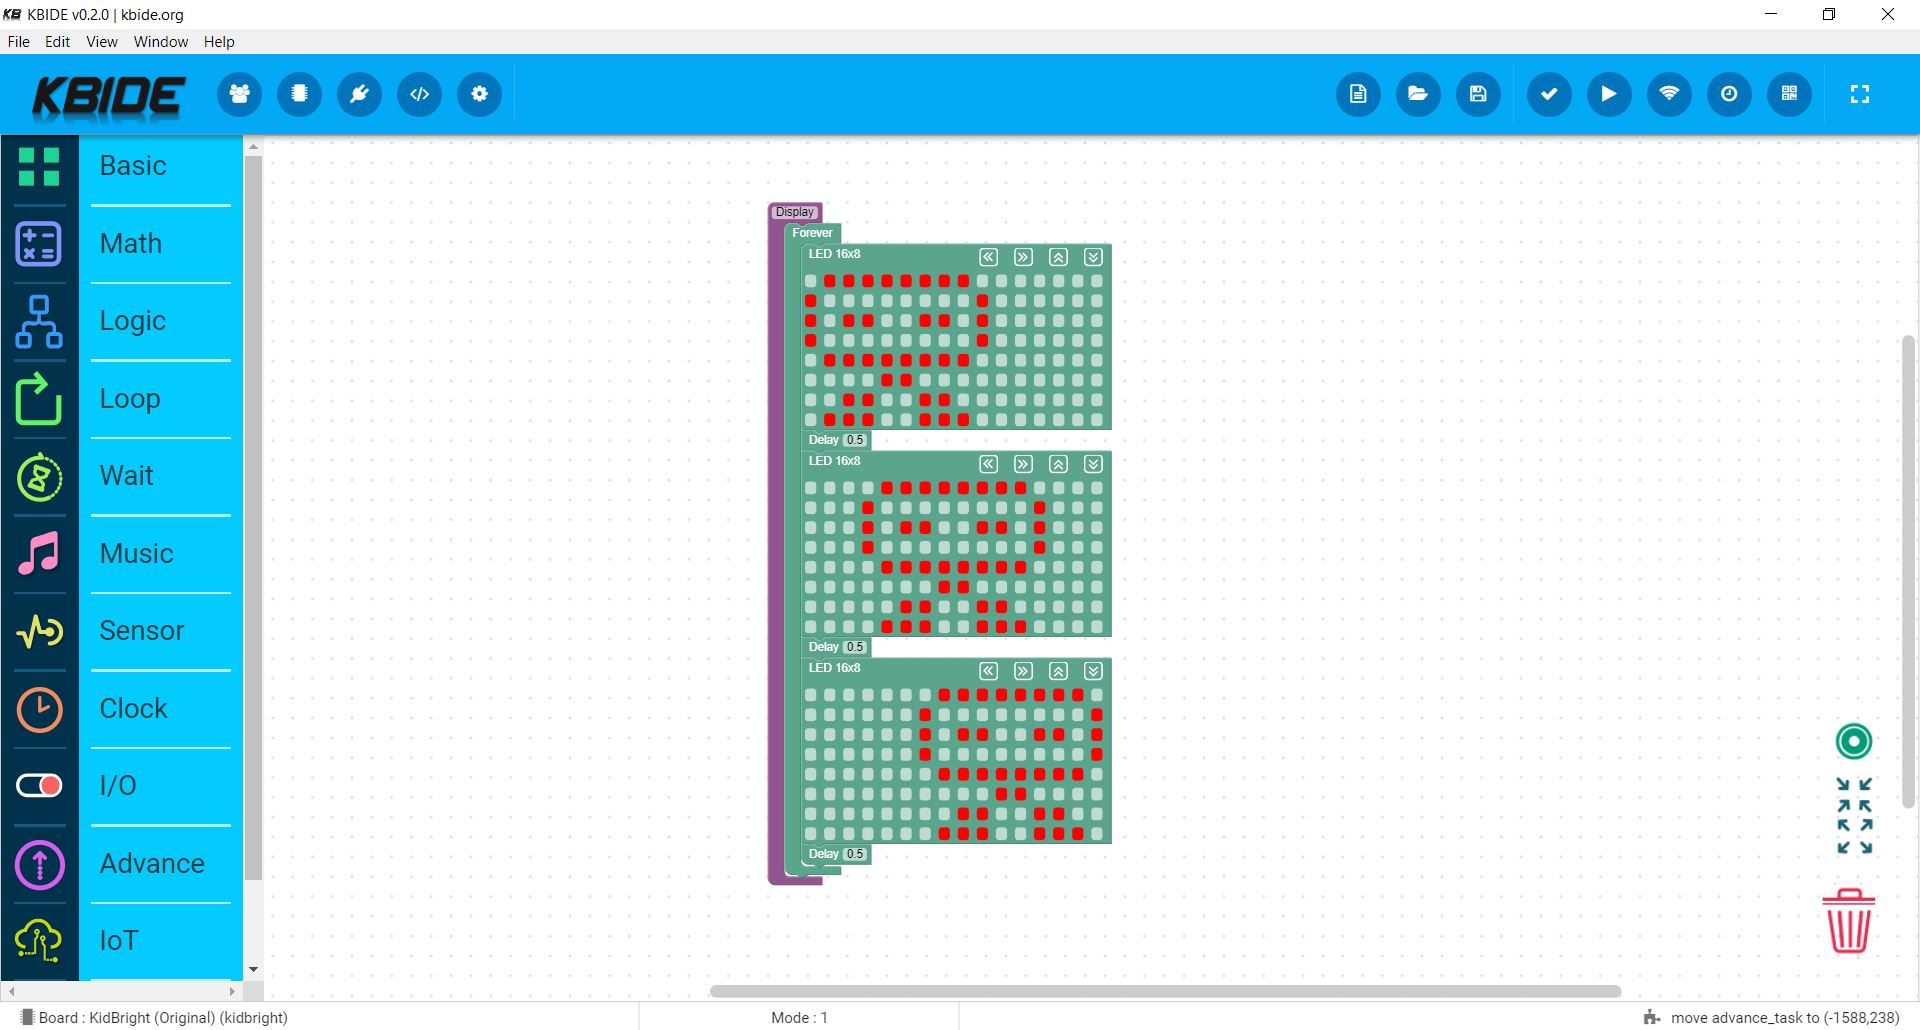 KB KBIDE v0.2.0 | kbide.org
File Edit View Window Help
KBIDE
Basic
Math
Logic
Loop
Wait
Music
Sensor
Clock
I/O
Advance
IoT
Display
Forever
LED 16x8
Delay 0.5
LED 16x8
Delay 0.5
LED 16x8
Delay 0.5
Board : KidBright (Original) (kidbright)
Mode : 1
move advance_task to (-1588,238)